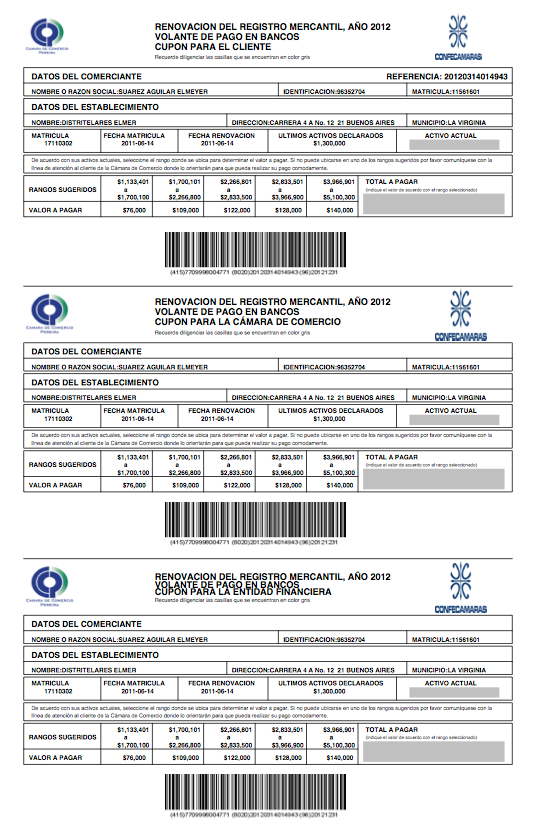 CAMARA DE COMERCIO
PEREIRA
RENOVACION DEL REGISTRO MERCANTIL, AÑO 2012
VOLANTE DE PAGO EN BANCOS
CUPON PARA EL CLIENTE
Recuerde diligenciar las casillas que se encuentran en color gris
CONFECAMARAS
DATOS DEL COMERCIANTE REFERENCIA: 20120314014943
NOMBRE O RAZON SOCIAL:SUAREZ AGUILAR ELMEYER IDENTIFICACION:96352704 MATRICULA:11561601
DATOS DEL ESTABLECIMIENTO
NOMBRE:DISTRITELARES ELMER DIRECCION:CARRERA 4 A No. 12 21 BUENOS AIRES MUNICIPIO:LA VIRGINIA
MATRICULA FECHA MATRICULA FECHA RENOVACION ULTIMOS ACTIVOS DECLARADOS ACTIVO ACTUAL
17110302 2011-06-14 2011-06-14 $1,300,000
De acuerdo con sus activos actuales, seleccione el rango donde se ubica para determinar el valor a pagar. Si no puede ubicarse en uno de los rangos sugeridos por favor comuniquese con la
línea de atención al cliente de la Cámara de Comercio donde lo orientarán para que pueda realizar su pago comodamente.
$1,133,401 $1,700,101 $2,266,801 $2,833,501 $3,966,901 TOTAL A PAGAR
RANGOS SUGERIDOS a a a a a (Indique el valor de acuerdo con el rango seleccionado)
$1,700,100 $2,266,800 $2,833,500 $3,966,900 $5,100,300
VALOR A PAGAR $76,000 $109,000 $122,000 $128,000 $140,000
(415)7709998004771 (8020)20120314014943 (96)20121231
CAMARA DE COMERCIO
PEREIRA
RENOVACION DEL REGISTRO MERCANTIL, AÑO 2012
VOLANTE DE PAGO EN BANCOS
CUPON PARA LA CÁMARA DE COMERCIO
Recuerde diligenciar las casillas que se encuentran en color gris
CONFECAMARAS
DATOS DEL COMERCIANTE
NOMBRE O RAZON SOCIAL:SUAREZ AGUILAR ELMEYER IDENTIFICACION:96352704 MATRICULA:11561601
DATOS DEL ESTABLECIMIENTO
NOMBRE:DISTRITELARES ELMER DIRECCION:CARRERA 4 A No. 12 21 BUENOS AIRES MUNICIPIO:LA VIRGINIA
MATRICULA FECHA MATRICULA FECHA RENOVACION ULTIMOS ACTIVOS DECLARADOS ACTIVO ACTUAL
17110302 2011-06-14 2011-06-14 $1,300,000
De acuerdo con sus activos actuales, seleccione el rango donde se ubica para determinar el valor a pagar. Si no puede ubicarse en uno de los rangos sugeridos por favor comuniquese con la
línea de atención al cliente de la Cámara de Comercio donde lo orientarán para que pueda realizar su pago comodamente.
$1,133,401 $1,700,101 $2,266,801 $2,833,501 $3,966,901 TOTAL A PAGAR
RANGOS SUGERIDOS a a a a a (Indique el valor de acuerdo con el rango seleccionado)
$1,700,100 $2,266,800 $2,833,500 $3,966,900 $5,100,300
VALOR A PAGAR $76,000 $109,000 $122,000 $128,000 $140,000
(415)7709998004771 (8020)20120314014943 (96)20121231
CAMARA DE COMERCIO
PEREIRA
RENOVACION DEL REGISTRO MERCANTIL, AÑO 2012
VOLANTE DE PAGO EN BANCOS
CUPON PARA LA ENTIDAD FINANCIERA
Recuerde diligenciar las casillas que se encuentran en color gris
CONFECAMARAS
DATOS DEL COMERCIANTE
NOMBRE O RAZON SOCIAL:SUAREZ AGUILAR ELMEYER IDENTIFICACION:96352704 MATRICULA:11561601
DATOS DEL ESTABLECIMIENTO
NOMBRE:DISTRITELARES ELMER DIRECCION:CARRERA 4 A No. 12 21 BUENOS AIRES MUNICIPIO:LA VIRGINIA
MATRICULA FECHA MATRICULA FECHA RENOVACION ULTIMOS ACTIVOS DECLARADOS ACTIVO ACTUAL
17110302 2011-06-14 2011-06-14 $1,300,000
De acuerdo con sus activos actuales, seleccione el rango donde se ubica para determinar el valor a pagar. Si no puede ubicarse en uno de los rangos sugeridos por favor comuniquese con la
línea de atención al cliente de la Cámara de Comercio donde lo orientarán para que pueda realizar su pago comodamente.
$1,133,401 $1,700,101 $2,266,801 $2,833,501 $3,966,901 TOTAL A PAGAR
RANGOS SUGERIDOS a a a a a (Indique el valor de acuerdo con el rango seleccionado)
$1,700,100 $2,266,800 $2,833,500 $3,966,900 $5,100,300
VALOR A PAGAR $76,000 $109,000 $122,000 $128,000 $140,000
(415)7709998004771 (8020)20120314014943 (96)20121231